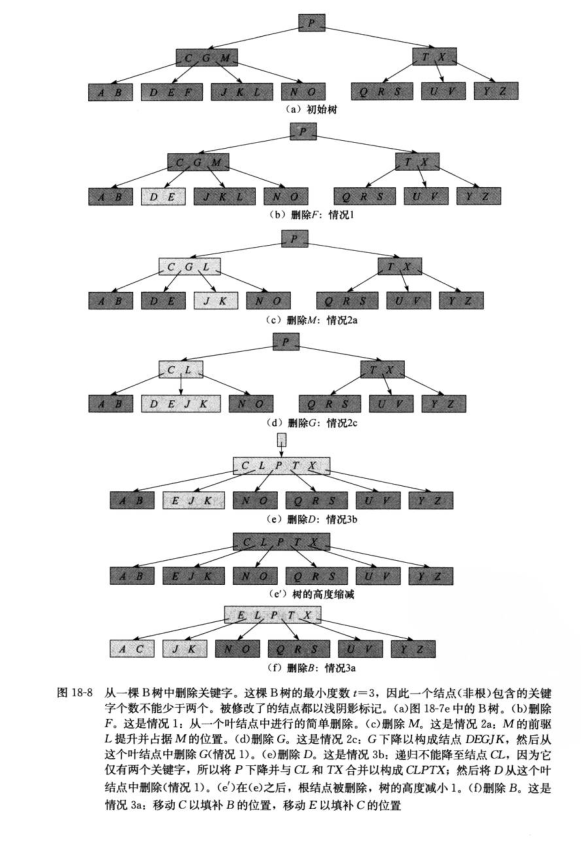 P
C G M
T X
A B
D E F
J K L
N O
Q R S
U V
Y Z
（a）初始树
P
C G M
T X
A B
D E
J K L
N O
Q R S
U V
Y Z
（b）删除F：情况1
P
C G L
T X
A B
D E
J K
N O
Q R S
U V
Y Z
（c）删除M：情况2a
P
C L
T X
A B
D E J K
N O
Q R S
U V
Y Z
（d）删除G：情况2c
C L P T X
A B
E J K
N O
Q R S
U V
Y Z
（e）删除D：情况3b
C L P T X
A B
E J K
N O
Q R S
U V
Y Z
（e′）树的高度缩减
E L P T X
A C
J K
N O
Q R S
U V
Y Z
（f）删除B：情况3a
图 18-8 从一棵 B 树中删除关键字。这棵 B 树的最小度数 t=3，因此一个结点(非根)包含的关键
字个数不能少于两个。被修改了的结点都以浅阴影标记。(a)图 18-7e 中的 B 树。(b)删除
F。这是情况 1：从一个叶结点中进行的简单删除。(c)删除 M。这是情况 2a：M 的前驱
L 提升并占据 M 的位置。(d)删除 G。这是情况 2c：G 下降以构成结点 DEGJK，然后从
这个叶结点中删除 G(情况 1)。(e)删除 D。这是情况 3b：递归不能降至结点 CL，因为它
仅有两个关键字，所以将 P 下降并与 CL 和 TX 合并以构成 CLPTX；然后将 D 从这个叶
结点中删除(情况 1)。(e′)在(e)之后，根结点被删除，树的高度减小 1。(f)删除 B。这是
情况 3a：移动 C 以填补 B 的位置，移动 E 以填补 C 的位置